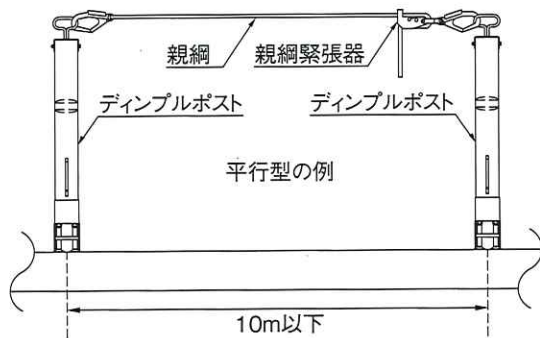 親綱
親綱緊張器
ディンプルポスト
ディンプルポスト
平行型の例
10m以下